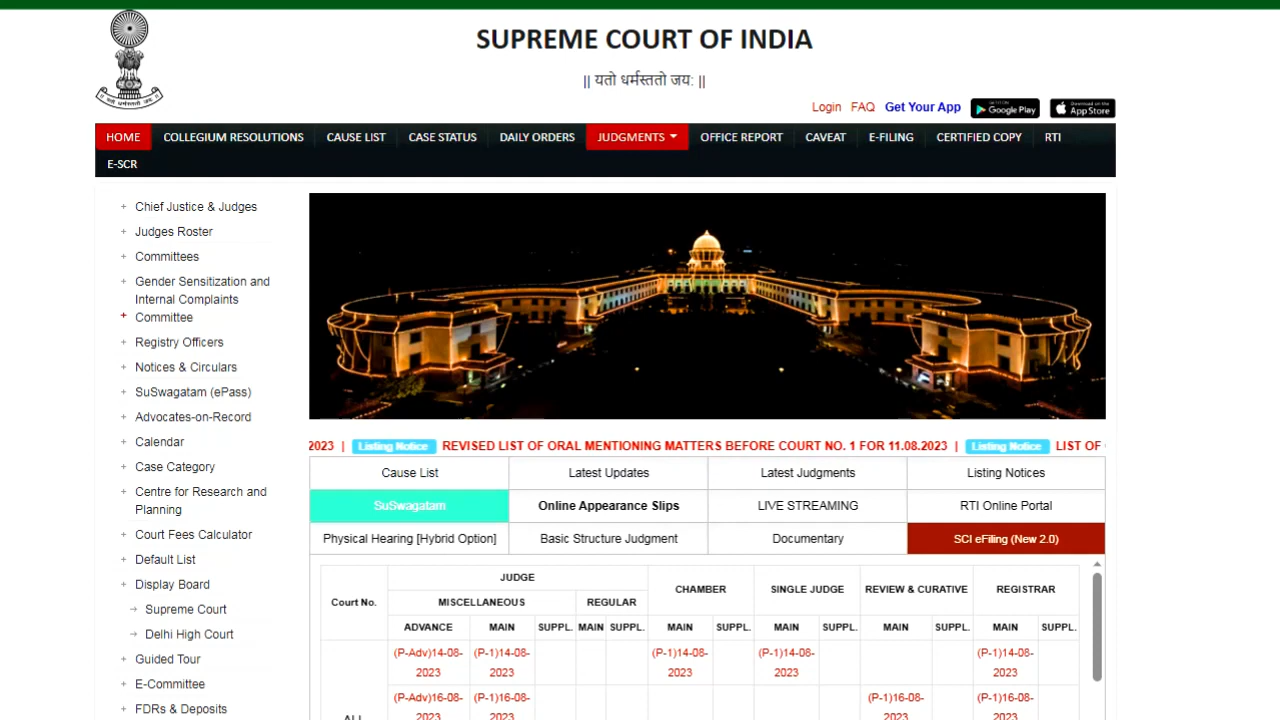 SUPREME COURT OF INDIA
|| यतो धर्मस्ततो जय: ||
Login FAQ Get Your App Google Play Download on the App Store
HOME COLLEGIUM RESOLUTIONS CAUSE LIST CASE STATUS DAILY ORDERS JUDGMENTS OFFICE REPORT CAVEAT E-FILING CERTIFIED COPY RTI
E-SCR
Chief Justice & Judges
Judges Roster
Committees
Gender Sensitization and
Internal Complaints
Committee
Registry Officers
Notices & Circulars
SuSwagatam (ePass)
Advocates-on-Record
Calendar
Case Category
Centre for Research and
Planning
Court Fees Calculator
Default List
Display Board
Supreme Court
Delhi High Court
Guided Tour
E-Committee
FDRs & Deposits
2023 | Listing Notice REVISED LIST OF ORAL MENTIONING MATTERS BEFORE COURT NO. 1 FOR 11.08.2023 | Listing Notice LIST OF
Cause List Latest Updates Latest Judgments Listing Notices
SuSwagatam Online Appearance Slips LIVE STREAMING RTI Online Portal
Physical Hearing [Hybrid Option] Basic Structure Judgment Documentary SCI eFiling (New 2.0)
Court No. JUDGE CHAMBER SINGLE JUDGE REVIEW & CURATIVE REGISTRAR
MISCELLANEOUS REGULAR
ADVANCE MAIN SUPPL. MAIN SUPPL. MAIN SUPPL. MAIN SUPPL. MAIN SUPPL. MAIN SUPPL.
(P-Adv)14-08- (P-1)14-08- (P-1)14-08- (P-1)14-08- (P-1)14-08-
2023 2023 2023 2023 2023
(P-Adv)16-08- (P-1)16-08- (P-1)16-08- (P-1)16-08-
2023 2023 2023 2023
ALL